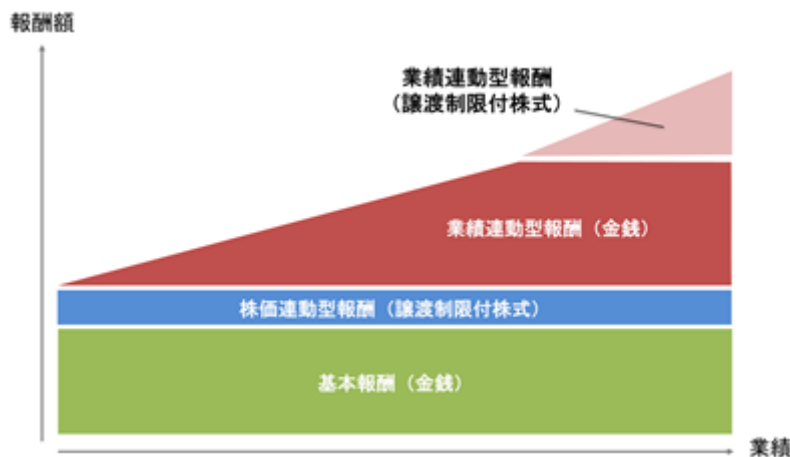 報酬額
業績連動型報酬
（譲渡制限付株式）
業績連動型報酬（金銭）
株価連動型報酬（譲渡制限付株式）
基本報酬（金銭）
業績